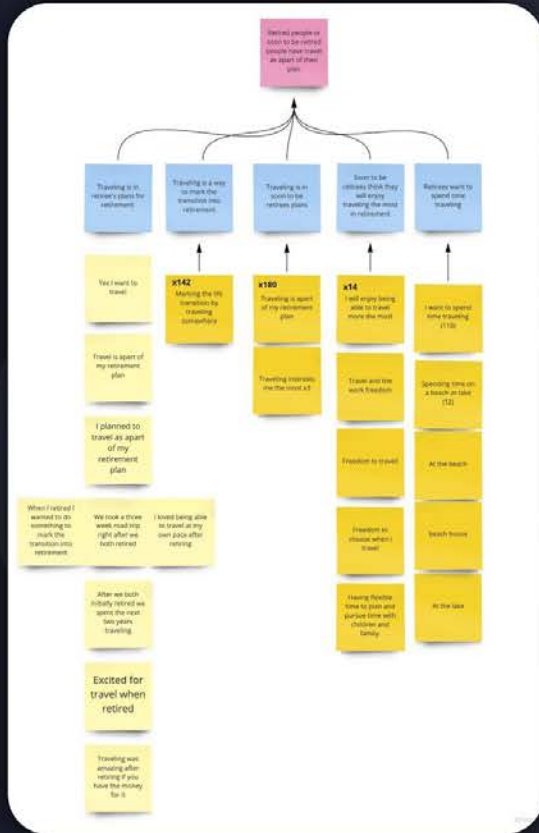 Retired people or
soon to be retired
people have travel
as apart of their
plan
Traveling is in
retiree's plans for
retirement
Traveling is a way
to mark the
transition into
retirement
Traveling is in
soon to be
retirees plans
Soon to be
retirees think they
will enjoy
traveling the most
in retirement
Retirees want to
spend time
traveling
Yes I want to
travel
x142
Marking the life
transition by
traveling
somewhere
x180
Traveling is apart
of my retirement
plan
x14
I will enjoy being
able to travel
more the most
I want to spend
time traveling
(110)
Travel is apart of
my retirement
plan
Traveling interests
me the most x3
Travel and the
work freedom
Spending time on
a beach or lake
(12)
I planned to
travel as apart
of my
retirement
plan
Freedom to travel
At the beach
When I retired I
wanted to do
something to
mark the
transition into
retirement
We took a three
week road trip
right after we
both retired
I loved being able
to travel at my
own pace after
retiring
Freedom to
choose when I
travel
beach house
After we both
initially retired we
spent the next
two years
traveling
Having flexible
time to plan and
pursue time with
children and
family
At the lake
Excited for
travel when
retired
Traveling was
amazing after
retiring if you
have the money
for it